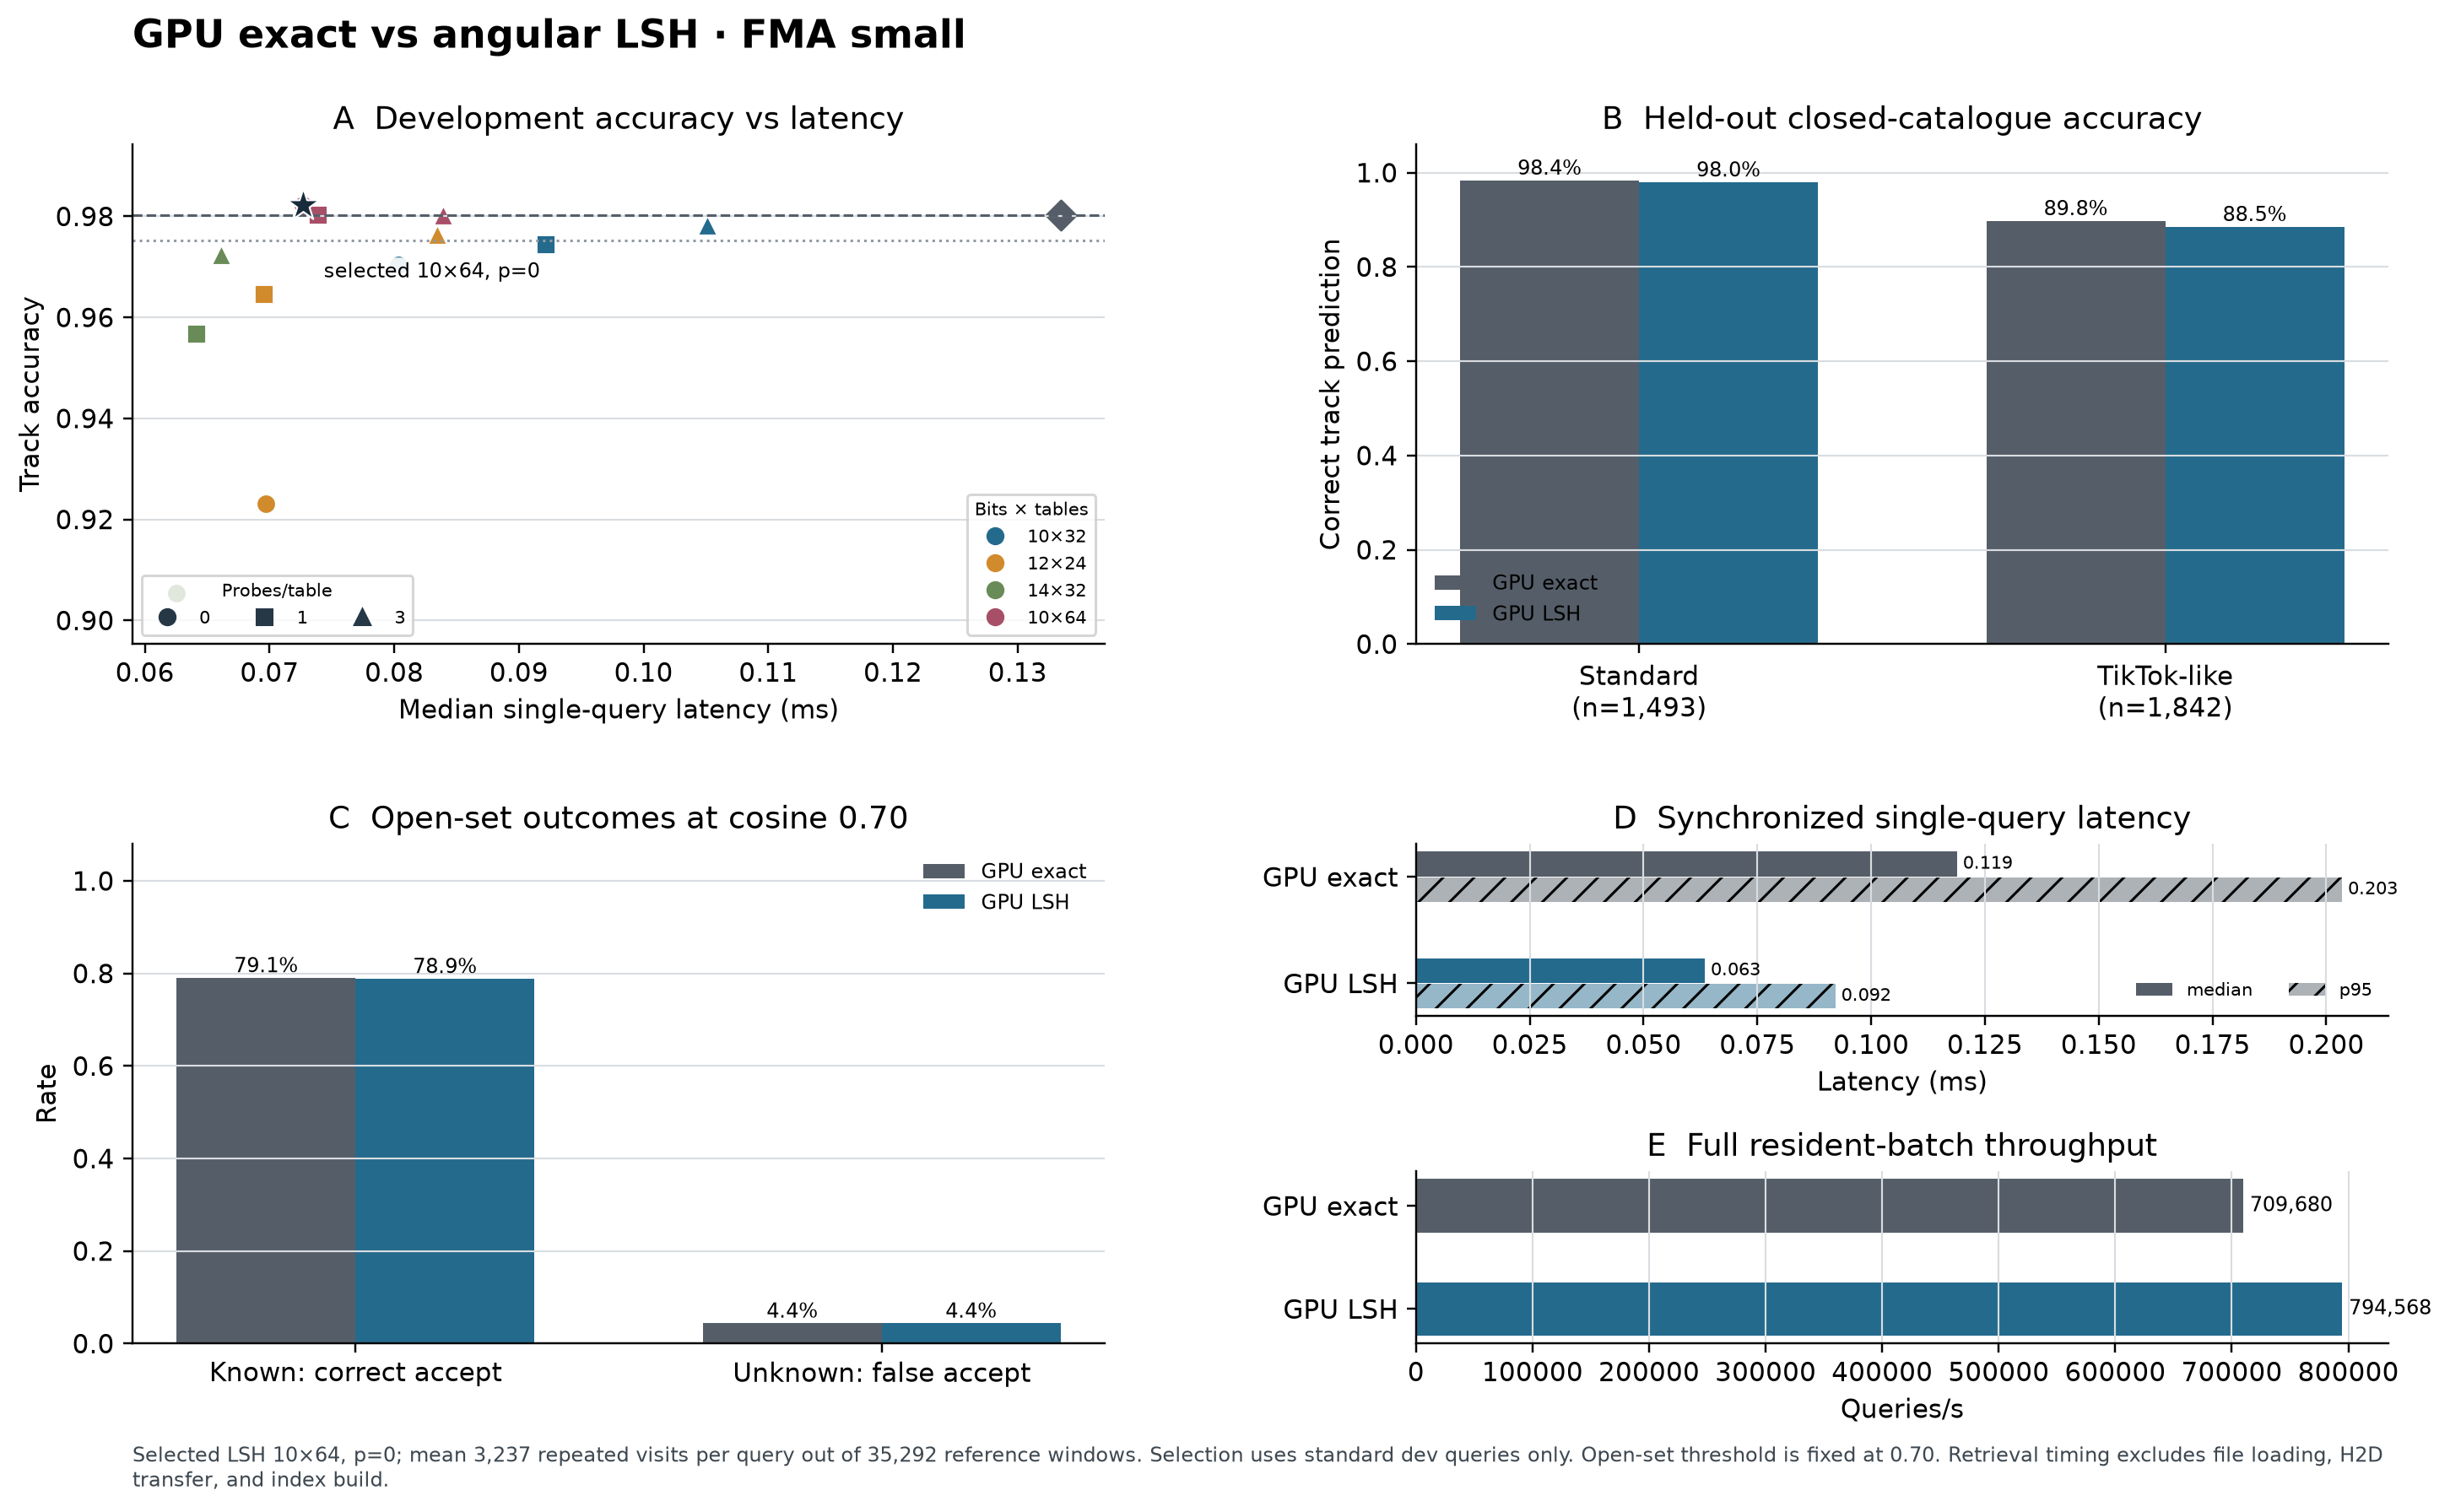 GPU exact vs angular LSH · FMA small
A Development accuracy vs latency
Track accuracy
0.98
0.96
0.94
0.92
0.90
selected 10×64, p=0
Bits × tables
10×32
12×24
14×32
10×64
Probes/table
0 1 3
0.06 0.07 0.08 0.09 0.10 0.11 0.12 0.13
Median single-query latency (ms)
B Held-out closed-catalogue accuracy
Correct track prediction
1.0
0.8
0.6
0.4
0.2
0.0
98.4% 98.0% 89.8% 88.5%
GPU exact
GPU LSH
Standard
(n=1,493)
TikTok-like
(n=1,842)
C Open-set outcomes at cosine 0.70
Rate
1.0
0.8
0.6
0.4
0.2
0.0
GPU exact
GPU LSH
79.1% 78.9% 4.4% 4.4%
Known: correct accept
Unknown: false accept
D Synchronized single-query latency
GPU exact
0.119
0.203
GPU LSH
0.063
0.092
median p95
0.000 0.025 0.050 0.075 0.100 0.125 0.150 0.175 0.200
Latency (ms)
E Full resident-batch throughput
GPU exact
709,680
GPU LSH
794,568
0 100000 200000 300000 400000 500000 600000 700000 800000
Queries/s
Selected LSH 10×64, p=0; mean 3,237 repeated visits per query out of 35,292 reference windows. Selection uses standard dev queries only. Open-set threshold is fixed at 0.70. Retrieval timing excludes file loading, H2D
transfer, and index build.